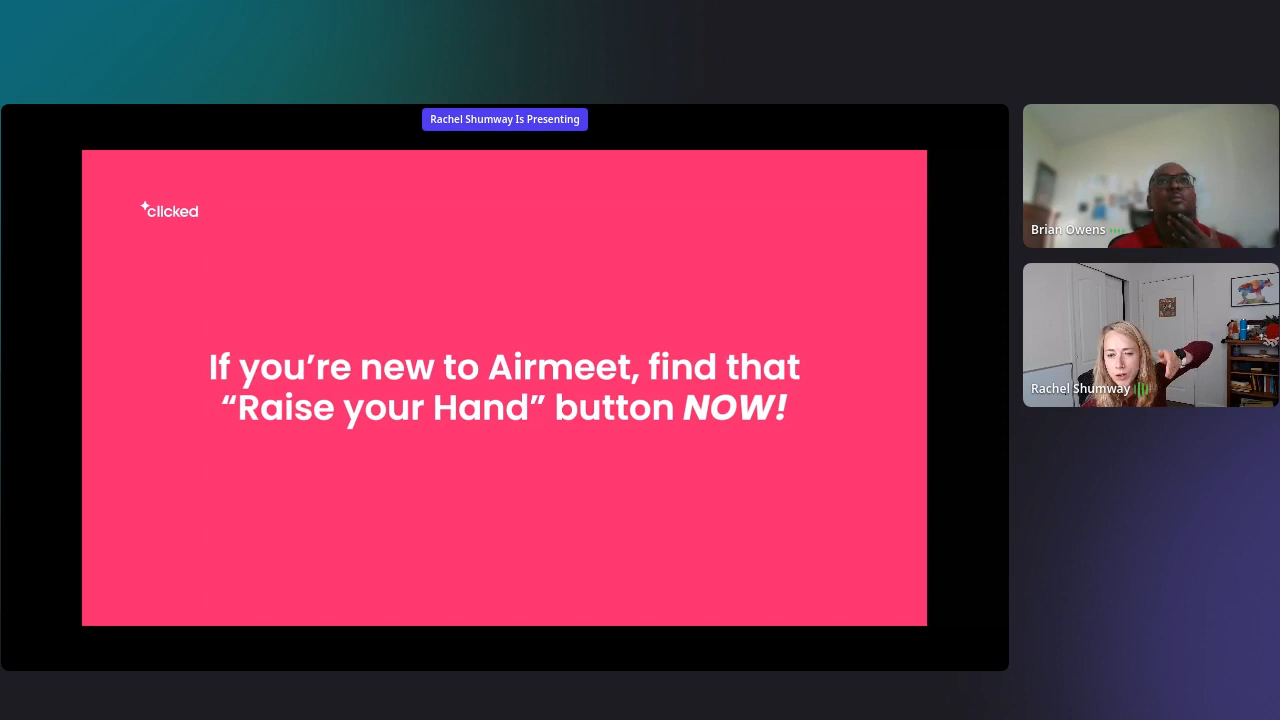 Rachel Shumway Is Presenting
clicked
If you’re new to Airmeet, find that
“Raise your Hand” button NOW!
Brian Owens
Rachel Shumway